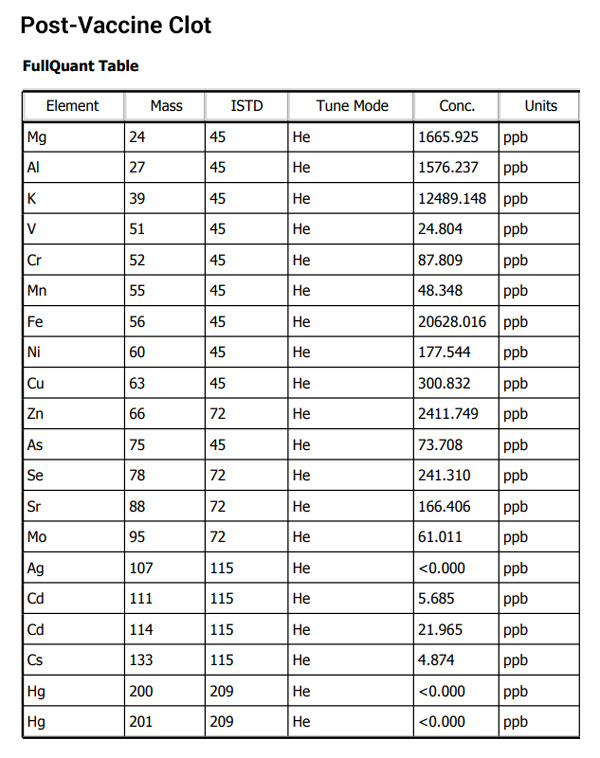 Post-Vaccine Clot
FullQuant Table
Element Mass ISTD Tune Mode Conc. Units
Mg 24 45 He 1665.925 ppb
Al 27 45 He 1576.237 ppb
K 39 45 He 12489.148 ppb
V 51 45 He 24.804 ppb
Cr 52 45 He 87.809 ppb
Mn 55 45 He 48.348 ppb
Fe 56 45 He 20628.016 ppb
Ni 60 45 He 177.544 ppb
Cu 63 45 He 300.832 ppb
Zn 66 72 He 2411.749 ppb
As 75 45 He 73.708 ppb
Se 78 72 He 241.310 ppb
Sr 88 72 He 166.406 ppb
Mo 95 72 He 61.011 ppb
Ag 107 115 He <0.000 ppb
Cd 111 115 He 5.685 ppb
Cd 114 115 He 21.965 ppb
Cs 133 115 He 4.874 ppb
Hg 200 209 He <0.000 ppb
Hg 201 209 He <0.000 ppb